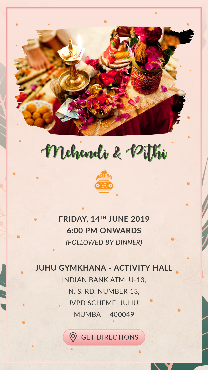 Mehendi & Pithi
FRIDAY, 14TH JUNE 2019
6:00 PM ONWARDS
(FOLLOWED BY DINNER)
JUHU GYMKHANA - ACTIVITY HALL
INDIAN BANK ATM, U-13,
N. S. RD. NUMBER 13,
JVPD SCHEME, JUHU,
MUMBAI - 400049
GET DIRECTIONS